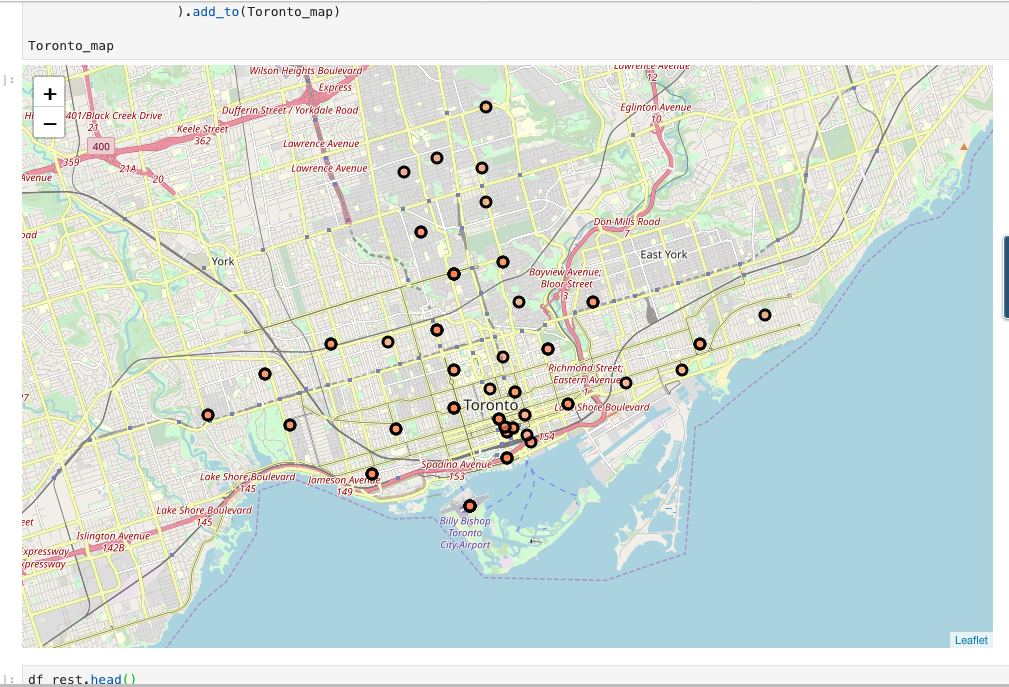 ).add_to(Toronto_map)
Toronto_map
]:
+
−
Wilson Heights Boulevard
Express
Lawrence Avenue
12
401/Black Creek Drive
21
Dufferin Street / Yorkdale Road
Eglinton Avenue
10
Keele Street
362
400
Lawrence Avenue
359
21A
20
Lawrence Avenue
Avenue
Don-Mills Road
7
oad
York
East York
Bayview Avenue;
Bloor Street
3
Richmond Street;
Eastern Avenue
1
Toronto
Lake Shore Boulevard
154
Spadina Avenue
153
Lake Shore Boulevard
145
Jameson Avenue
149
Lake Shore Boulevard
145
Billy Bishop
Toronto
City Airport
eet
Islington Avenue
142B
xpressway
xpressway
Leaflet
]:
df_rest.head()